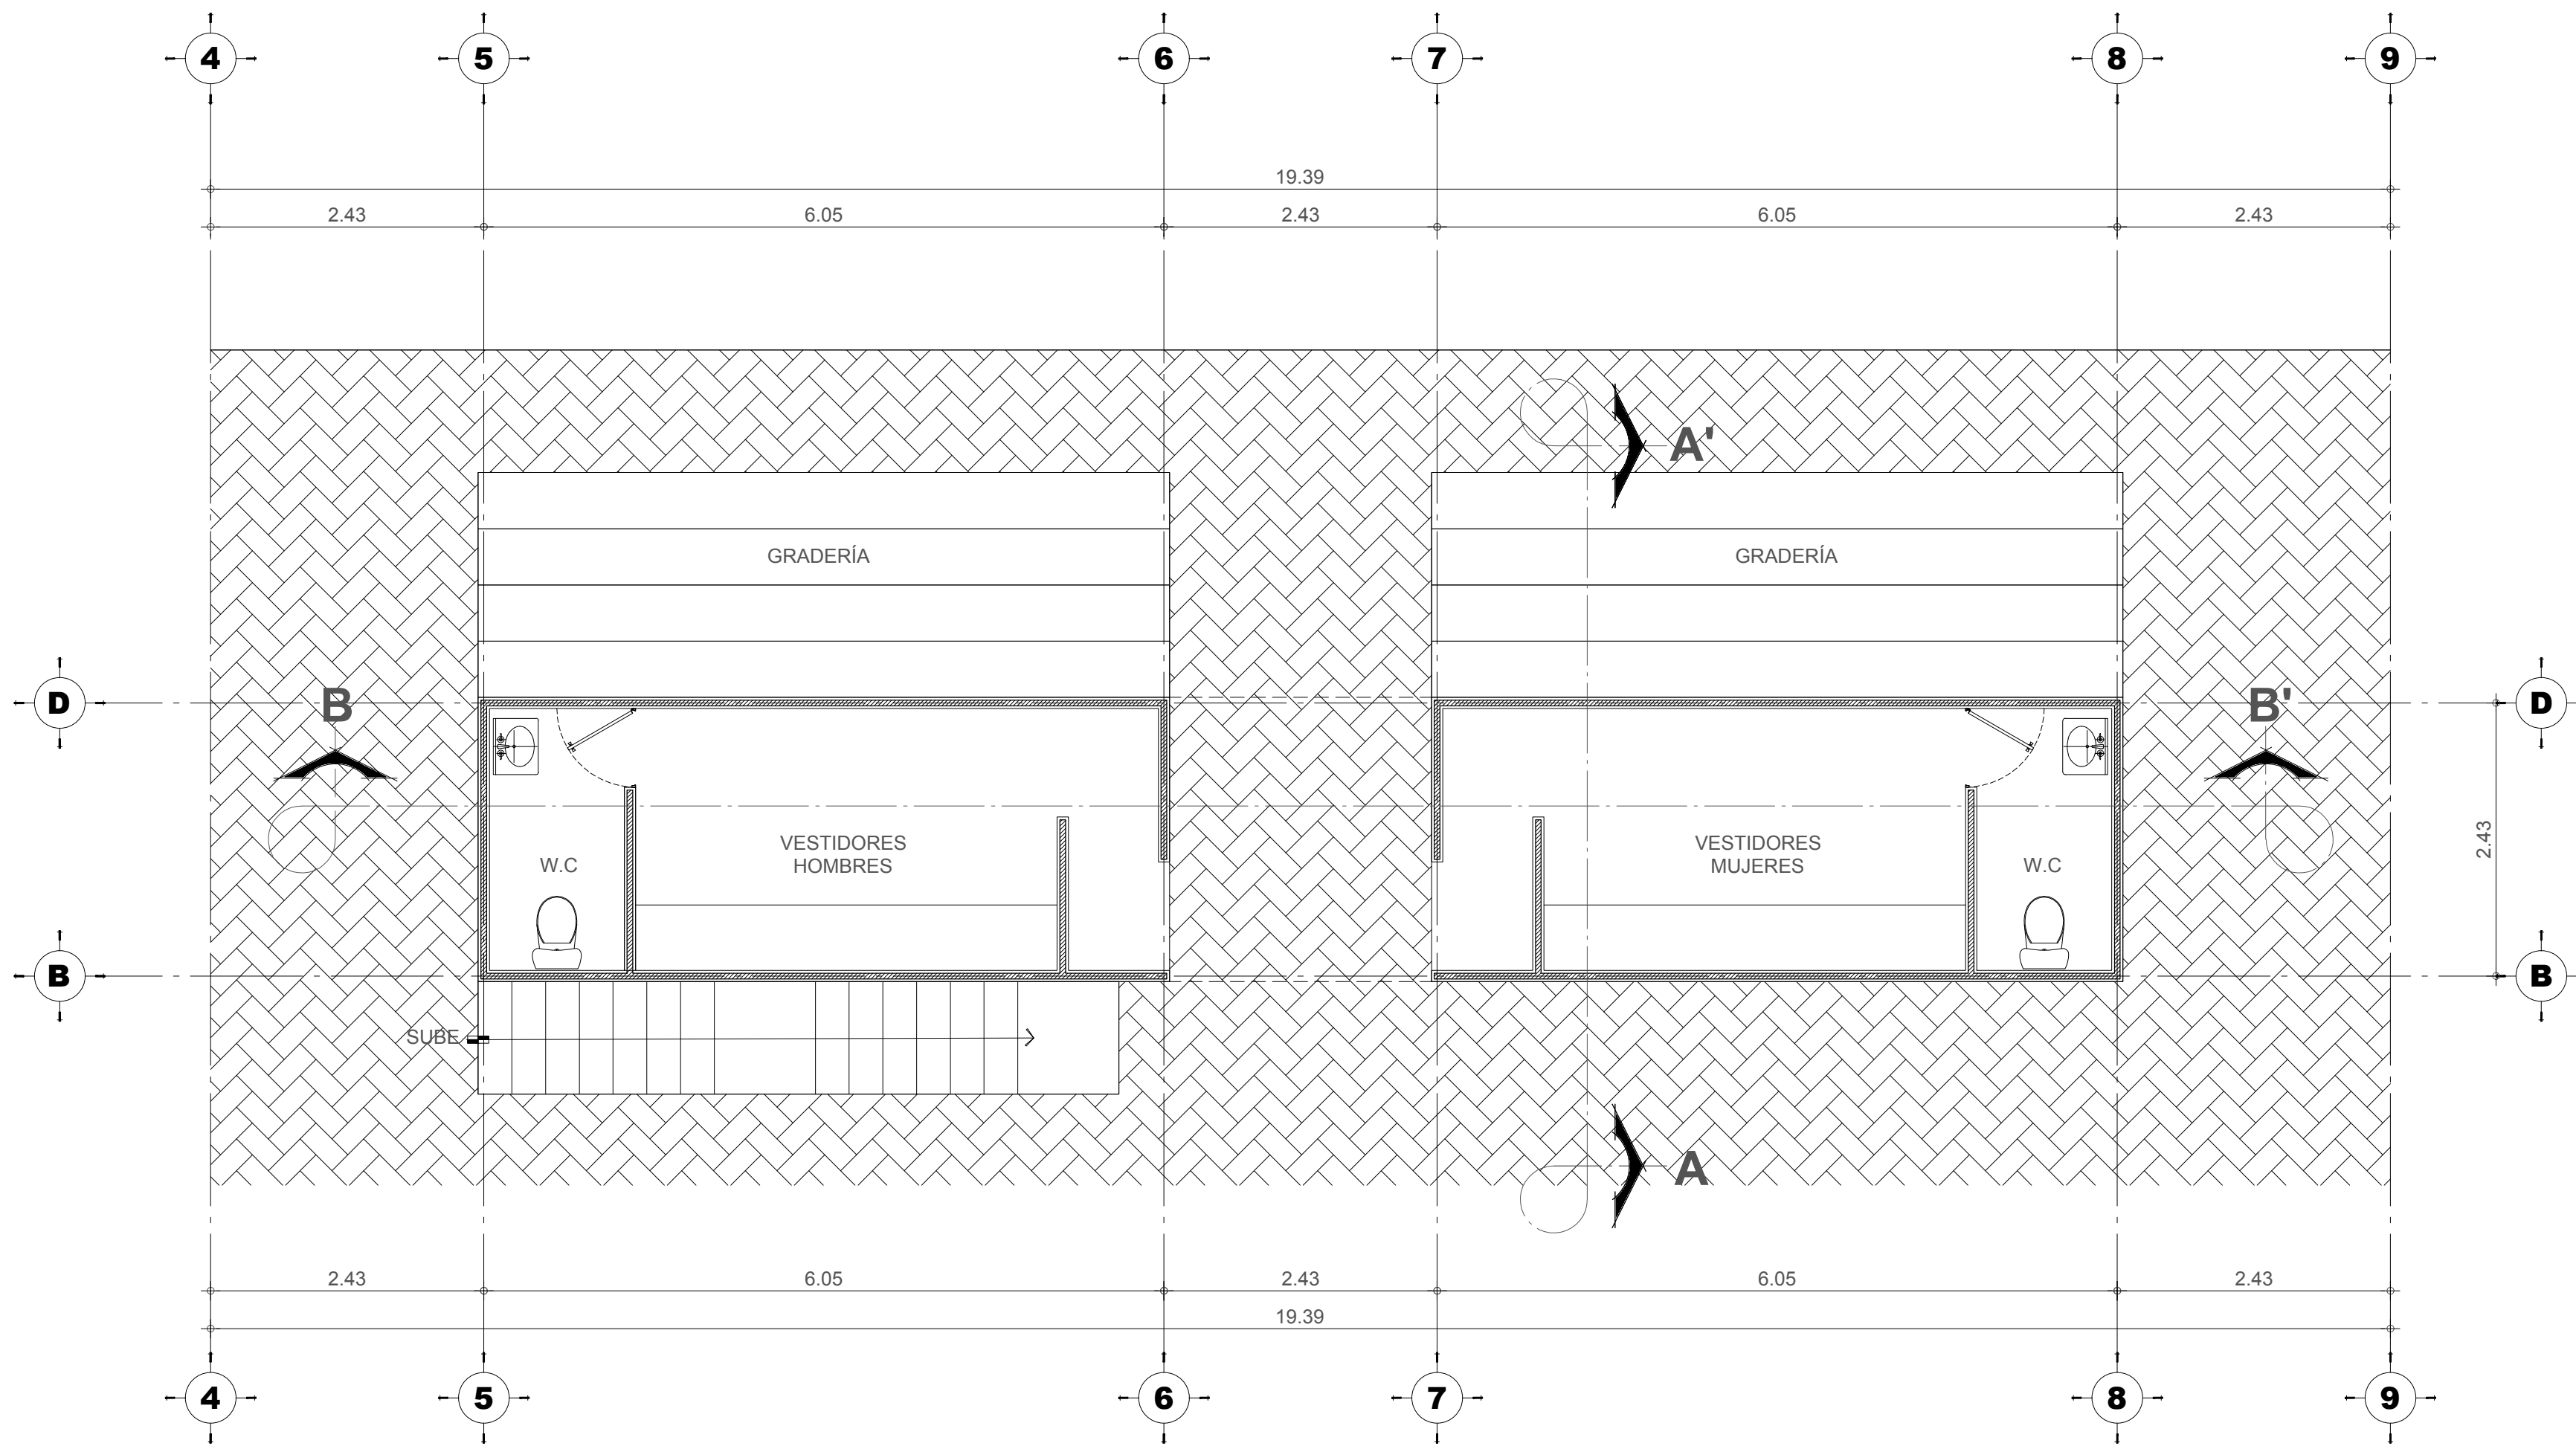 4 5 6 7 8 9
19.39
2.43 6.05 2.43 6.05 2.43
A'
GRADERÍA GRADERÍA
D B B' D
VESTIDORES
HOMBRES
VESTIDORES
MUJERES
2.43
W.C W.C
B B
SUBE
A
2.43 6.05 2.43 6.05 2.43
19.39
4 5 6 7 8 9